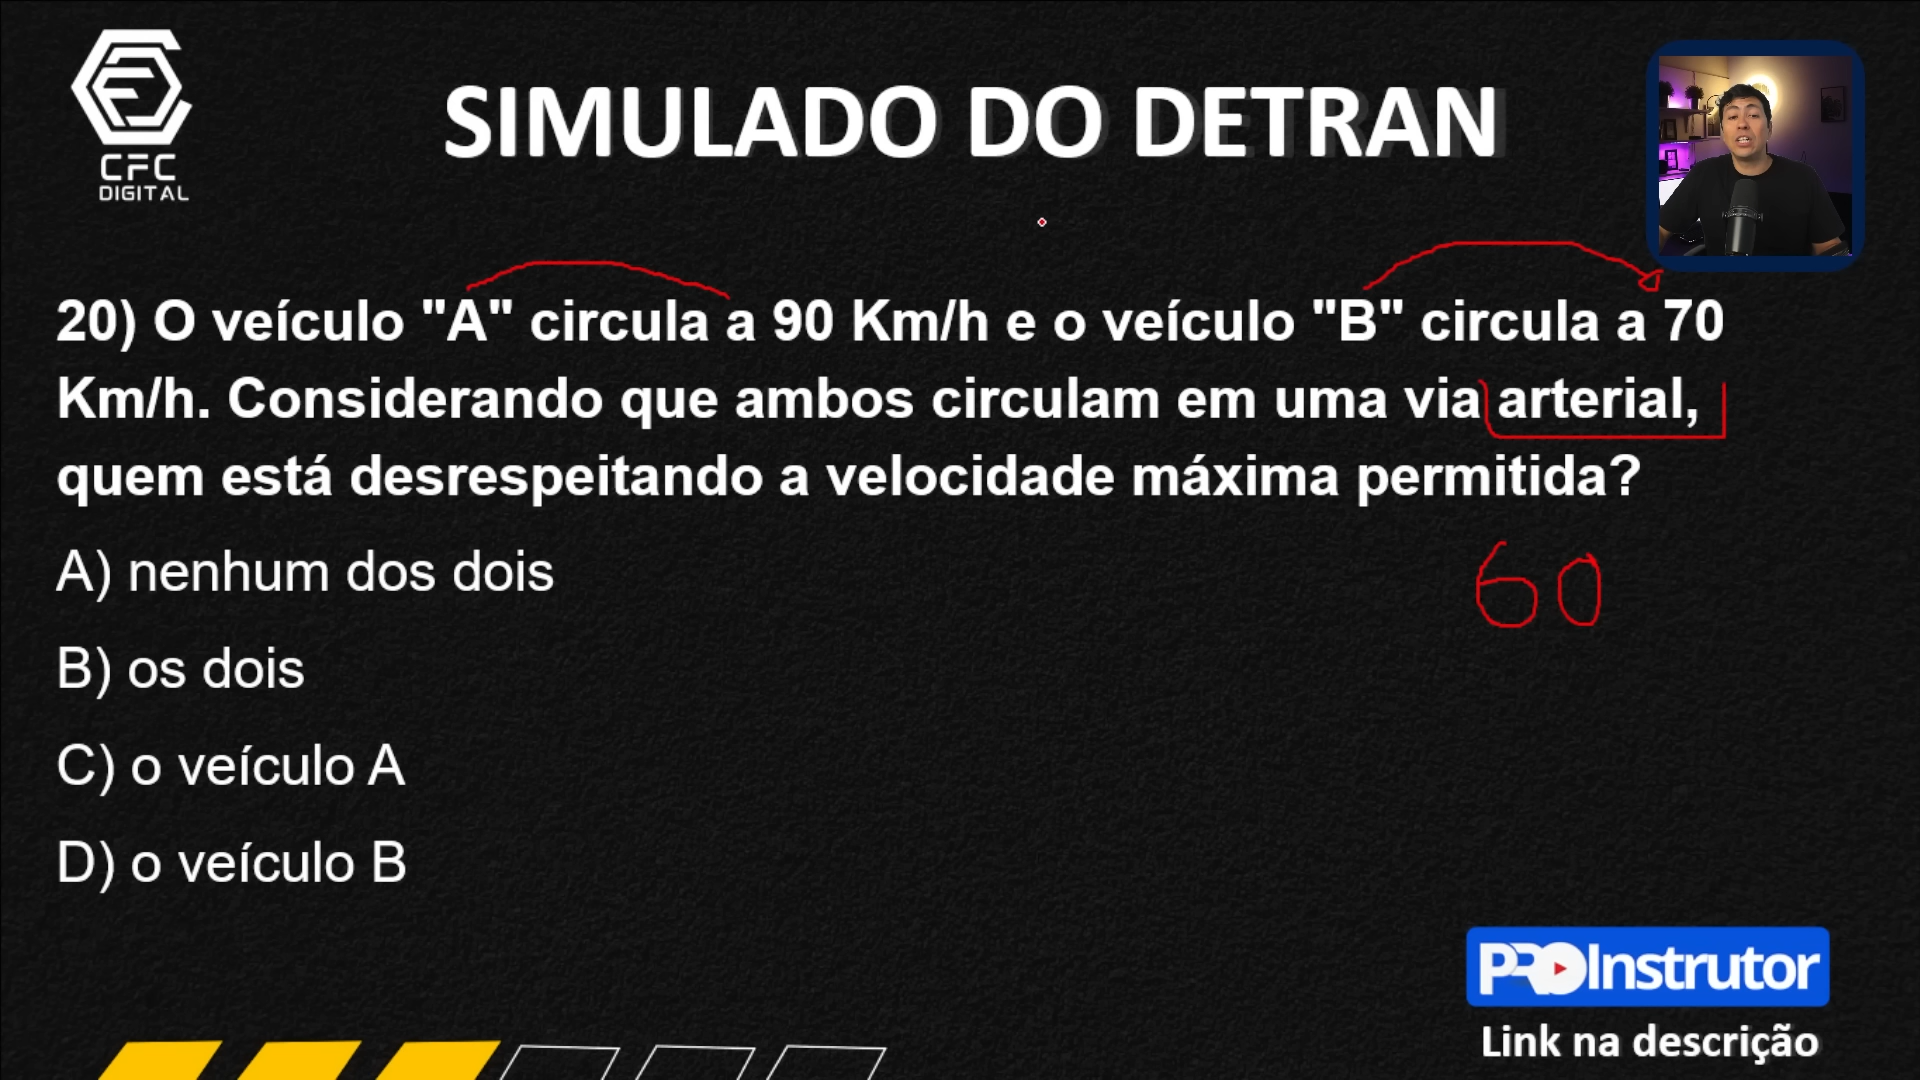 CFC
DIGITAL
SIMULADO DO DETRAN
20) O veículo "A" circula a 90 Km/h e o veículo "B" circula a 70
Km/h. Considerando que ambos circulam em uma via arterial,
quem está desrespeitando a velocidade máxima permitida?
60
A) nenhum dos dois
B) os dois
C) o veículo A
D) o veículo B
PROInstrutor
Link na descrição